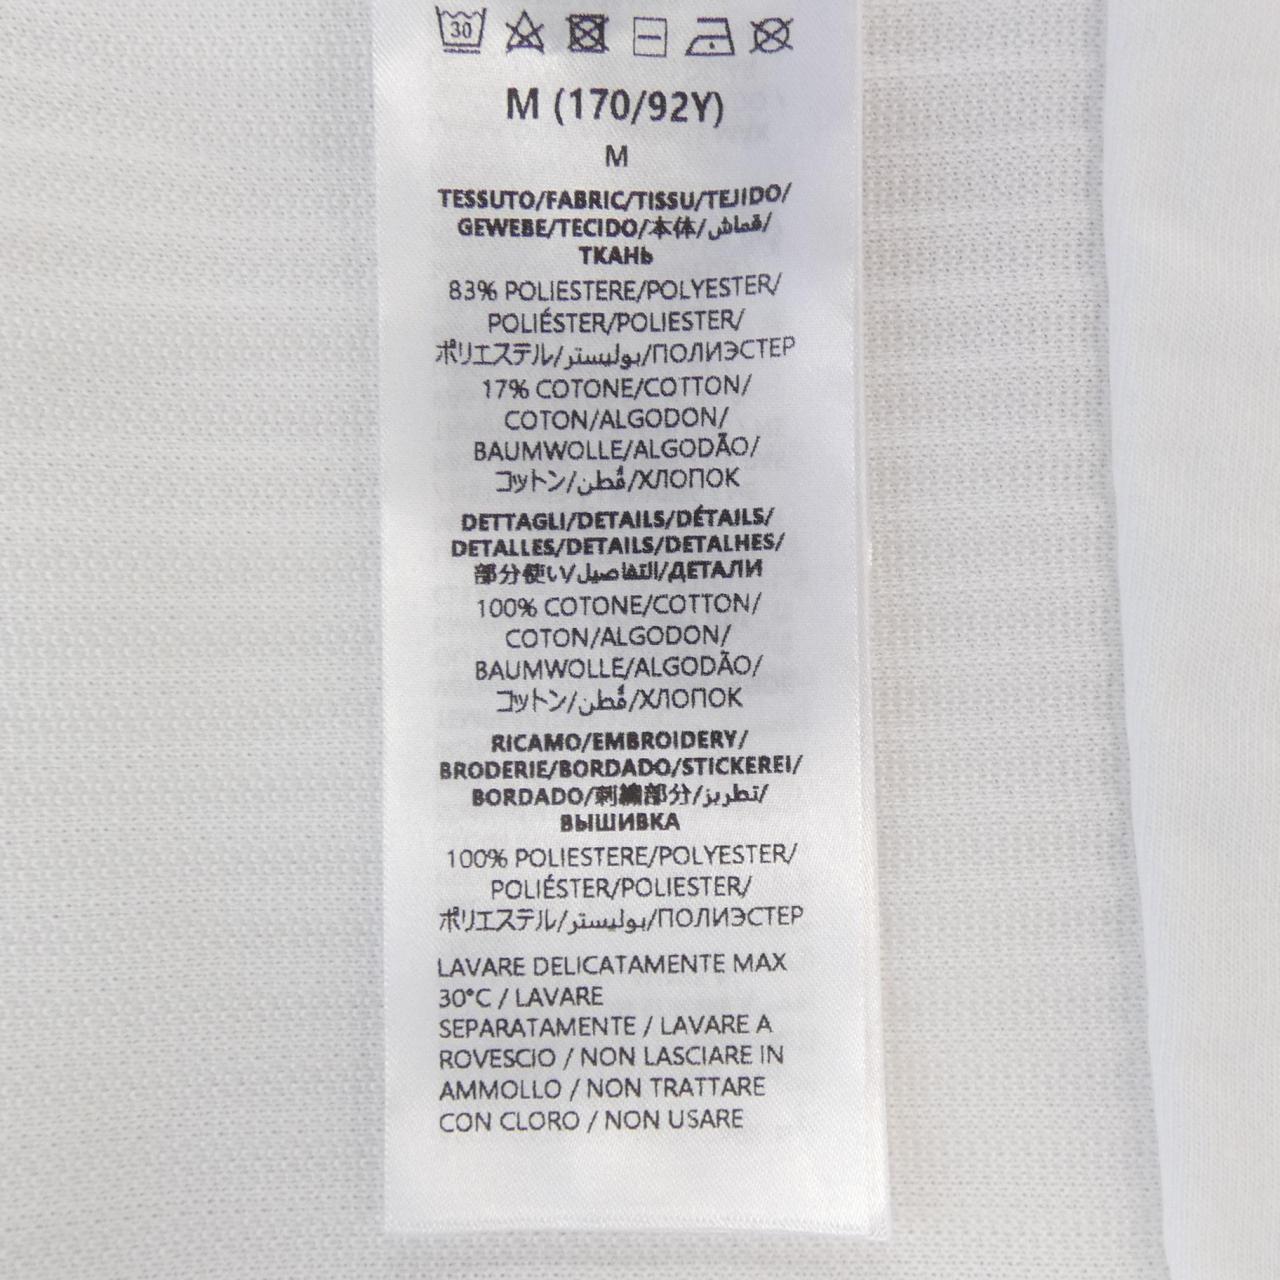 30
M (170/92Y)
M
TESSUTO/FABRIC/TISSU/TEJIDO/
GEWEBE/TECIDO/本体/قماش/
ТКАНЬ
83% POLIESTERE/POLYESTER/
POLIÉSTER/POLIESTER/
ポリエステル/بوليستر/ПОЛИЭСТЕР
17% COTONE/COTTON/
COTON/ALGODON/
BAUMWOLLE/ALGODÃO/
コットン/قُطن/ХЛОПОК
DETTAGLI/DETAILS/DÉTAILS/
DETALLES/DETAILS/DETALHES/
部分使い/التفاصيل/ДЕТАЛИ
100% COTONE/COTTON/
COTON/ALGODON/
BAUMWOLLE/ALGODÃO/
コットン/قُطن/ХЛОПОК
RICAMO/EMBROIDERY/
BRODERIE/BORDADO/STICKEREI/
BORDADO/刺繍部分/تطريز/
ВЫШИВКА
100% POLIESTERE/POLYESTER/
POLIÉSTER/POLIESTER/
ポリエステル/بوليستر/ПОЛИЭСТЕР
LAVARE DELICATAMENTE MAX
30°C / LAVARE
SEPARATAMENTE / LAVARE A
ROVESCIO / NON LASCIARE IN
AMMOLLO / NON TRATTARE
CON CLORO / NON USARE